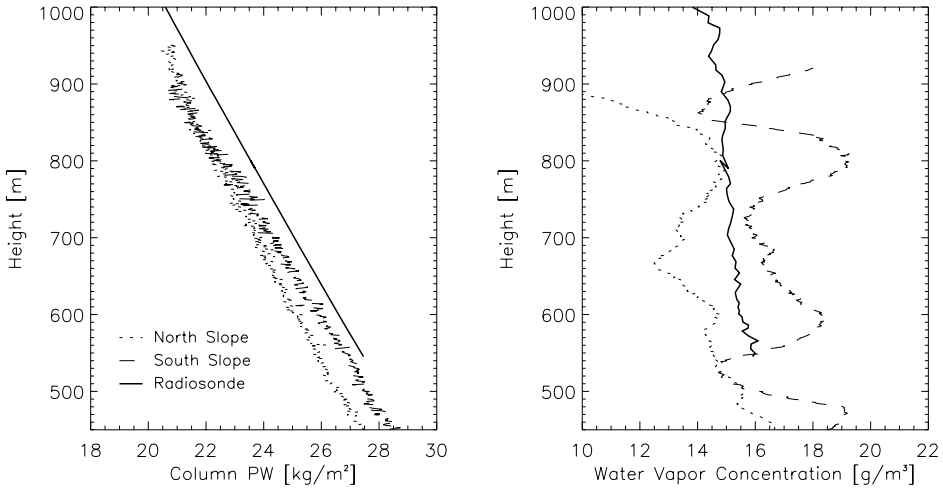 1000
900
800
700
600
500
Height [m]
North Slope
South Slope
Radiosonde
18 20 22 24 26 28 30
Column PW [kg/m²]
1000
900
800
700
600
500
Height [m]
10 12 14 16 18 20 22
Water Vapor Concentration [g/m³]